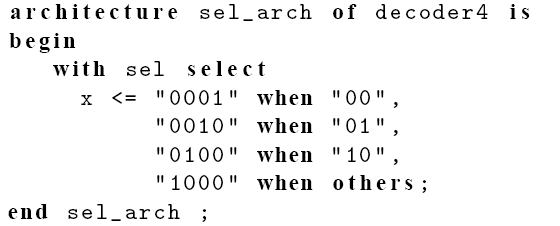 architecture sel_arch of decoder4 is
begin
with sel select
x <= "0001" when "00",
"0010" when "01",
"0100" when "10",
"1000" when others;
end sel_arch ;